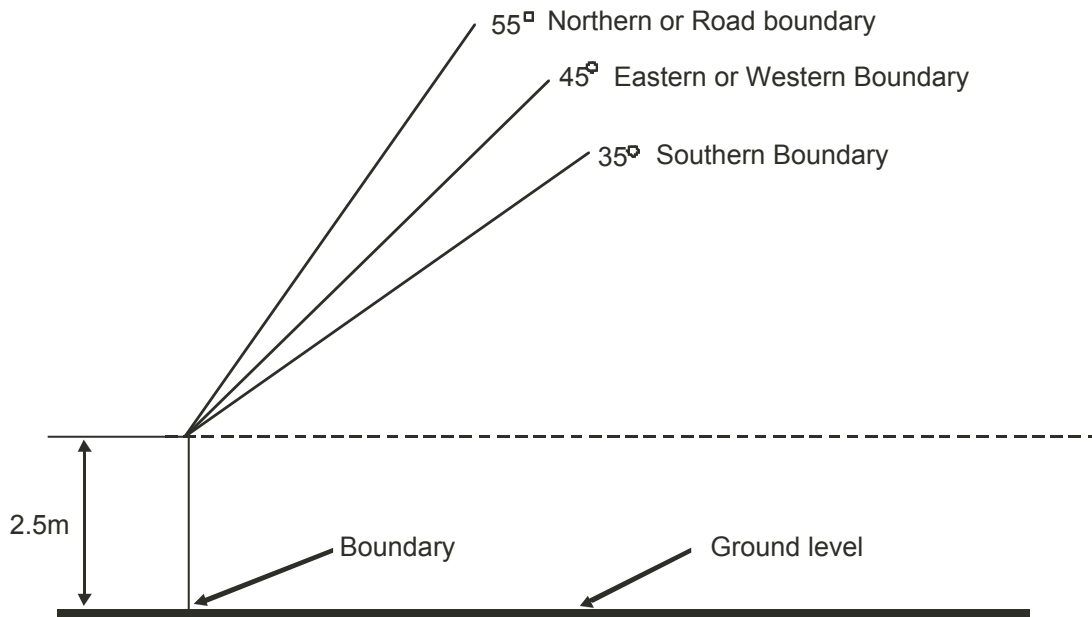 55° Northern or Road boundary
45° Eastern or Western Boundary
35° Southern Boundary
2.5m
Boundary
Ground level